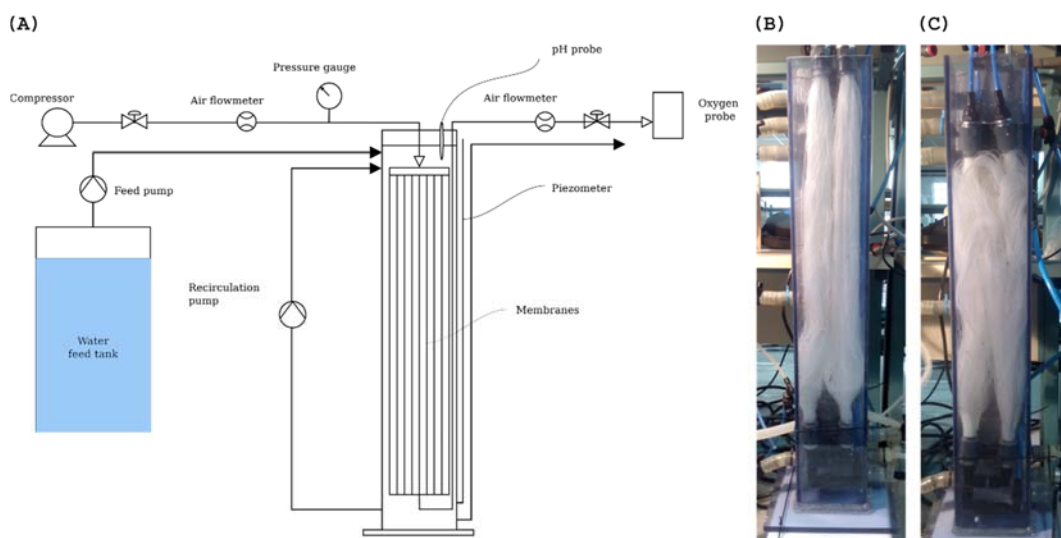 (A)
(B)
(C)
pH probe
Pressure gauge
Compressor
Air flowmeter
Air flowmeter
Oxygen
probe
Feed pump
Piezometer
Recirculation
pump
Membranes
Water
feed tank